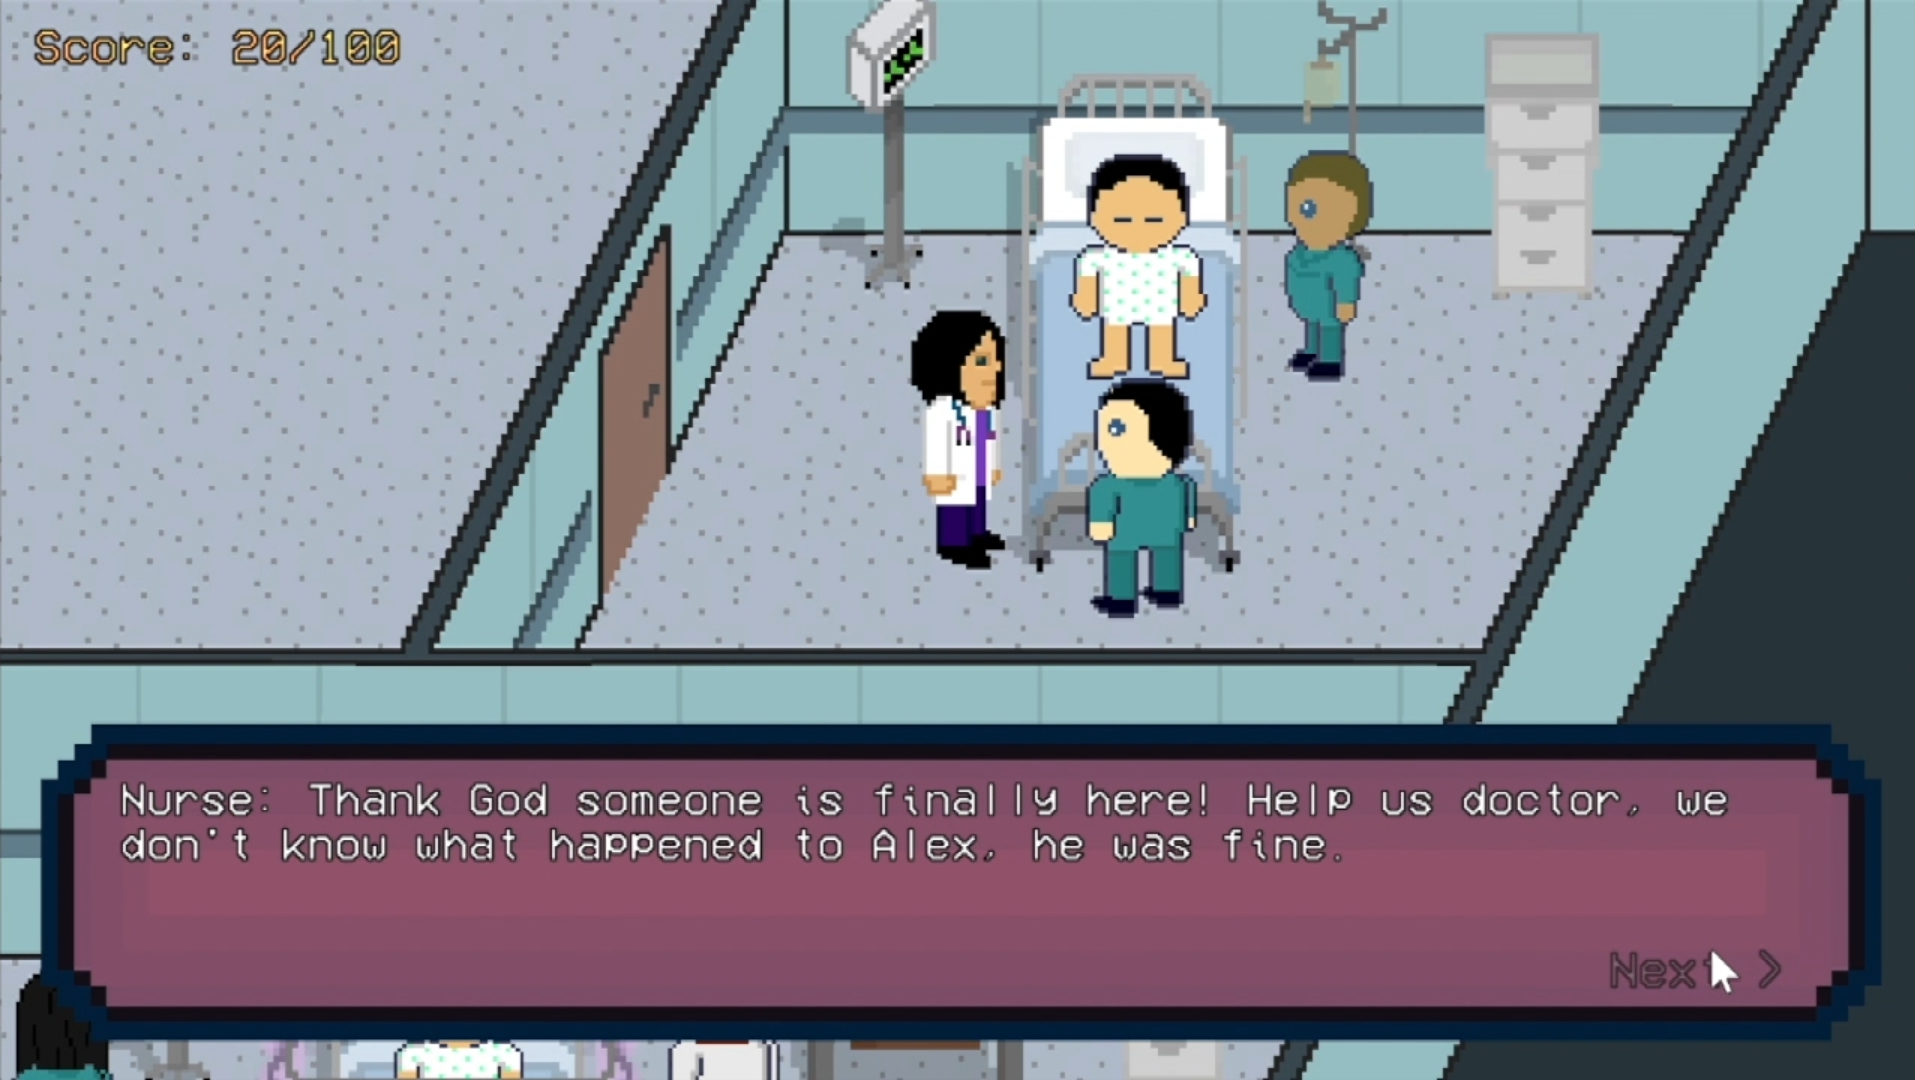 Score: 20/100
Nurse: Thank God someone is finally here! Help us doctor, we
don't know what happened to Alex, he was fine.
Next >